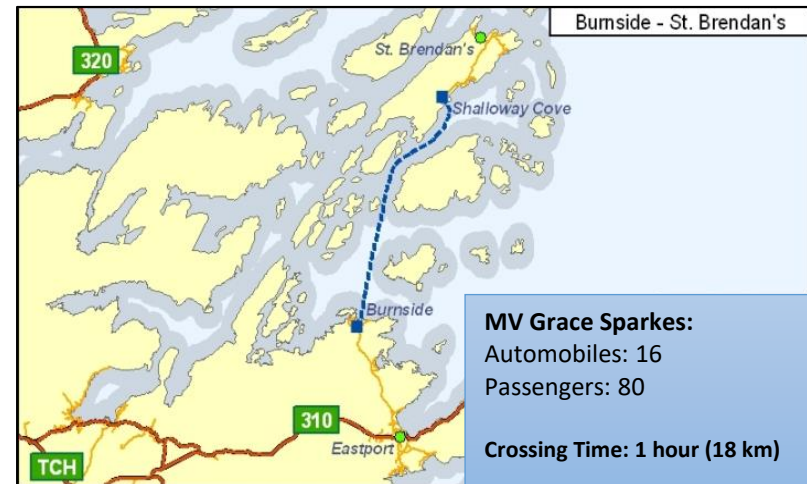 Burnside - St. Brendan's
320
St. Brendan's
Shalloway Cove
Burnside
MV Grace Sparkes:
Automobiles: 16
Passengers: 80
Crossing Time: 1 hour (18 km)
310
Eastport
TCH